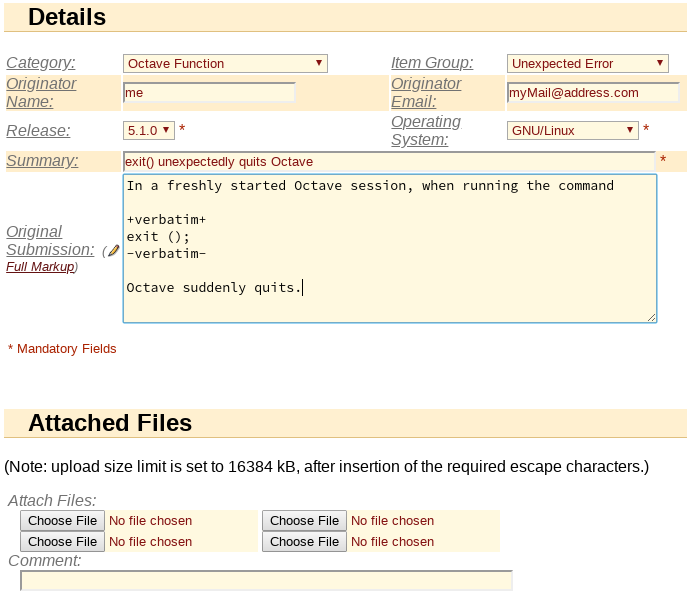 Details
Category: Octave Function Item Group: Unexpected Error
Originator Name: me Originator Email: myMail@address.com
Release: 5.1.0 * Operating System: GNU/Linux *
Summary: exit() unexpectedly quits Octave *
Original Submission: (Full Markup)
In a freshly started Octave session, when running the command
+verbatim+
exit ();
-verbatim-
Octave suddenly quits.
* Mandatory Fields
Attached Files
(Note: upload size limit is set to 16384 kB, after insertion of the required escape characters.)
Attach Files:
Choose File No file chosen Choose File No file chosen
Choose File No file chosen Choose File No file chosen
Comment: